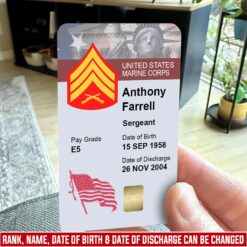 UNITED STATES
MARINE CORPS
Anthony
Farrell
Sergeant
Pay Grade
E5
Date of Birth
15 SEP 1958
Date of Discharge
26 NOV 2004
RANK, NAME, DATE OF BIRTH & DATE OF DISCHARGE CAN BE CHANGED